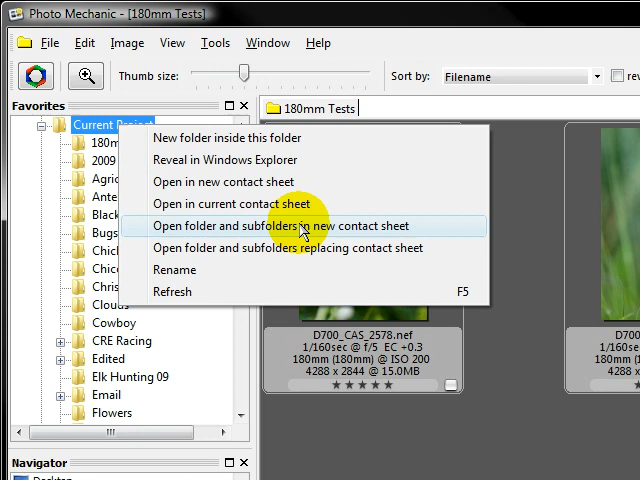 Photo Mechanic - [180mm Tests]
File Edit Image View Tools Window Help
Thumb size:
Sort by: Filename
Favorites
180mm Tests
Current Project
180m
2009
Agric
Ante
Black
Bugs
Chick
Chico
Chris
Clouds
Cowboy
CRE Racing
Edited
Elk Hunting 09
Email
Flowers
New folder inside this folder
Reveal in Windows Explorer
Open in new contact sheet
Open in current contact sheet
Open folder and subfolders in new contact sheet
Open folder and subfolders replacing contact sheet
Rename
Refresh F5
D700_CAS_2578.nef
1/160sec @ f/5 EC +0.3
180mm (180mm) @ ISO 200
4288 x 2844 @ 15.0MB
D700_
1/160sec
180mm (18
4288 x
Navigator
Desktop